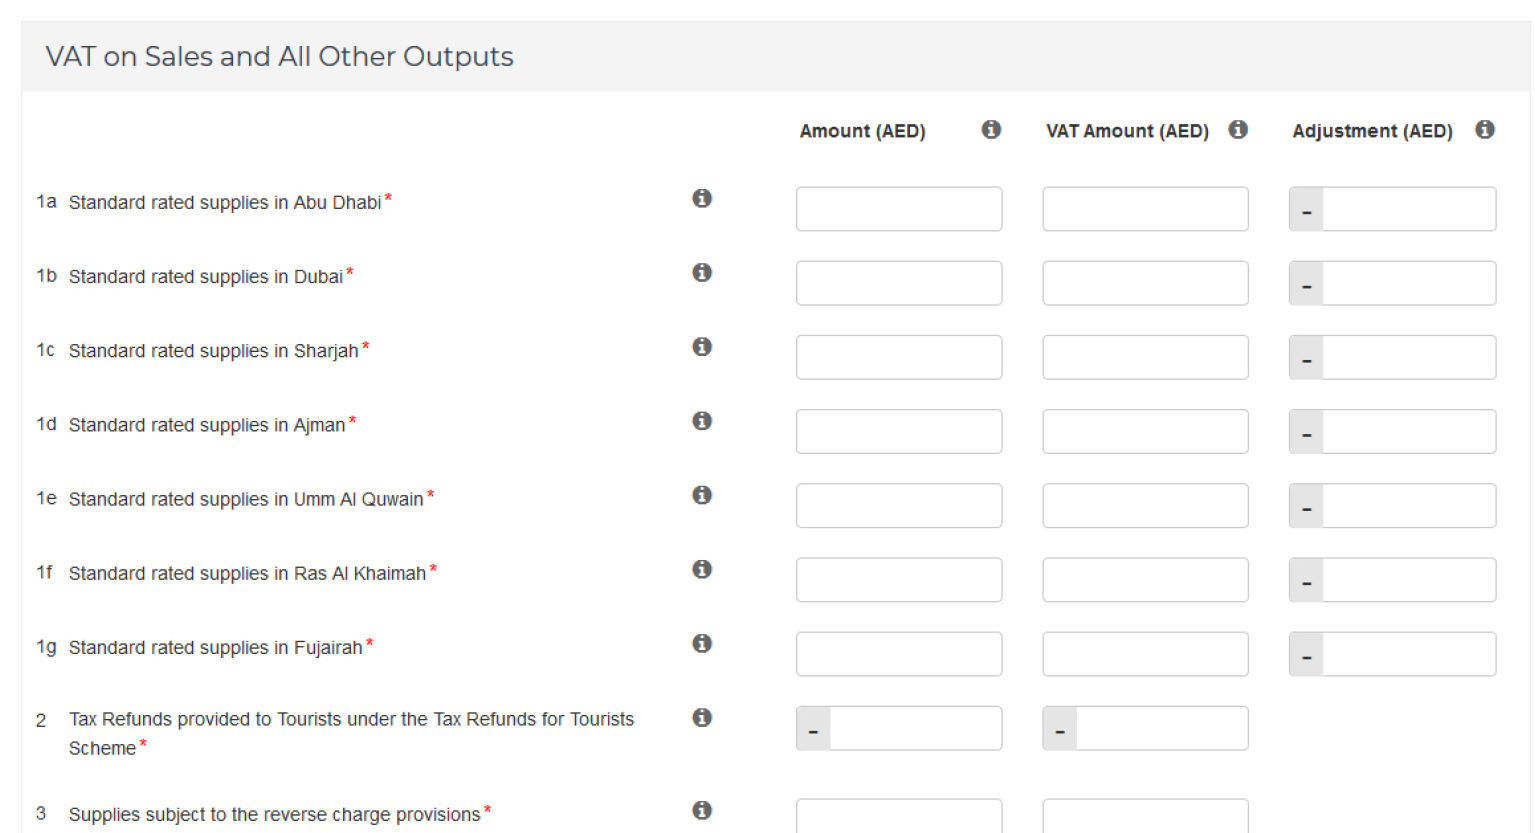 VAT on Sales and All Other Outputs
Amount (AED) VAT Amount (AED) Adjustment (AED)
1a Standard rated supplies in Abu Dhabi* -
1b Standard rated supplies in Dubai* -
1c Standard rated supplies in Sharjah* -
1d Standard rated supplies in Ajman* -
1e Standard rated supplies in Umm Al Quwain* -
1f Standard rated supplies in Ras Al Khaimah* -
1g Standard rated supplies in Fujairah* -
2 Tax Refunds provided to Tourists under the Tax Refunds for Tourists - -
Scheme*
3 Supplies subject to the reverse charge provisions*